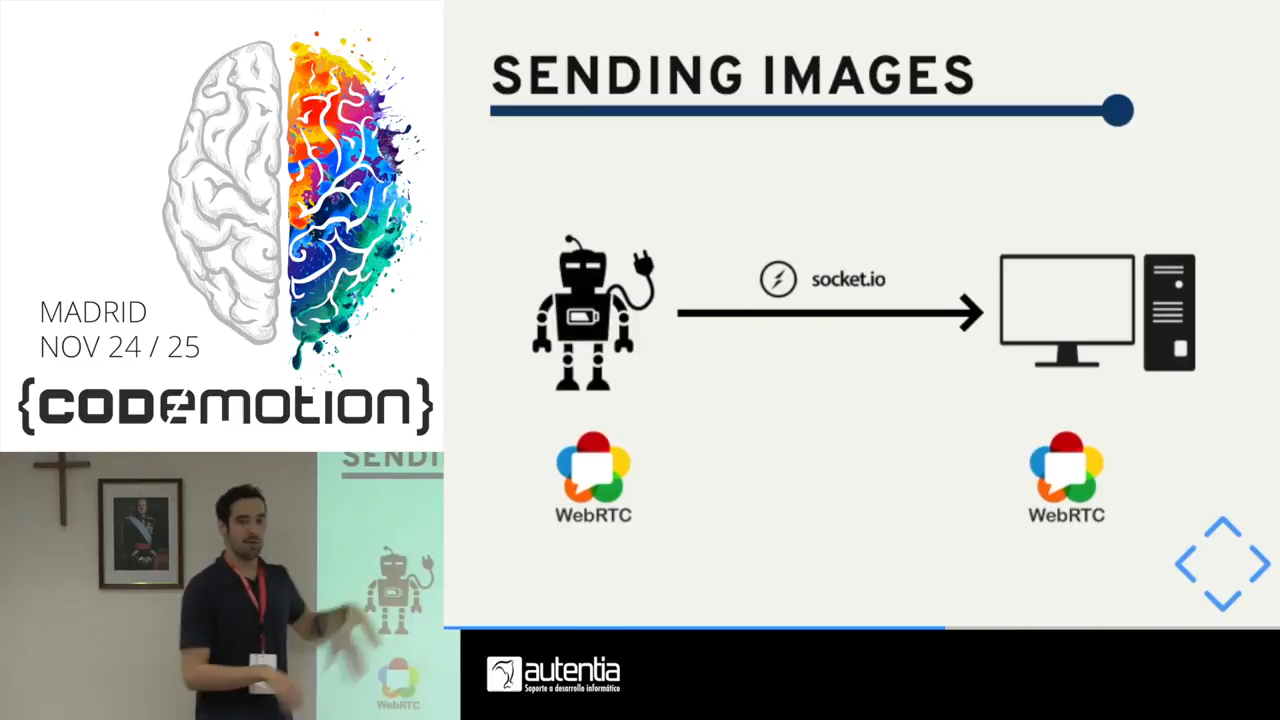 MADRID
NOV 24 / 25
{CODEMOTION}
SENDING IMAGES
socket.io
WebRTC
WebRTC
SENDI
WebRTC
autentia
Soporte a desarrollo informático